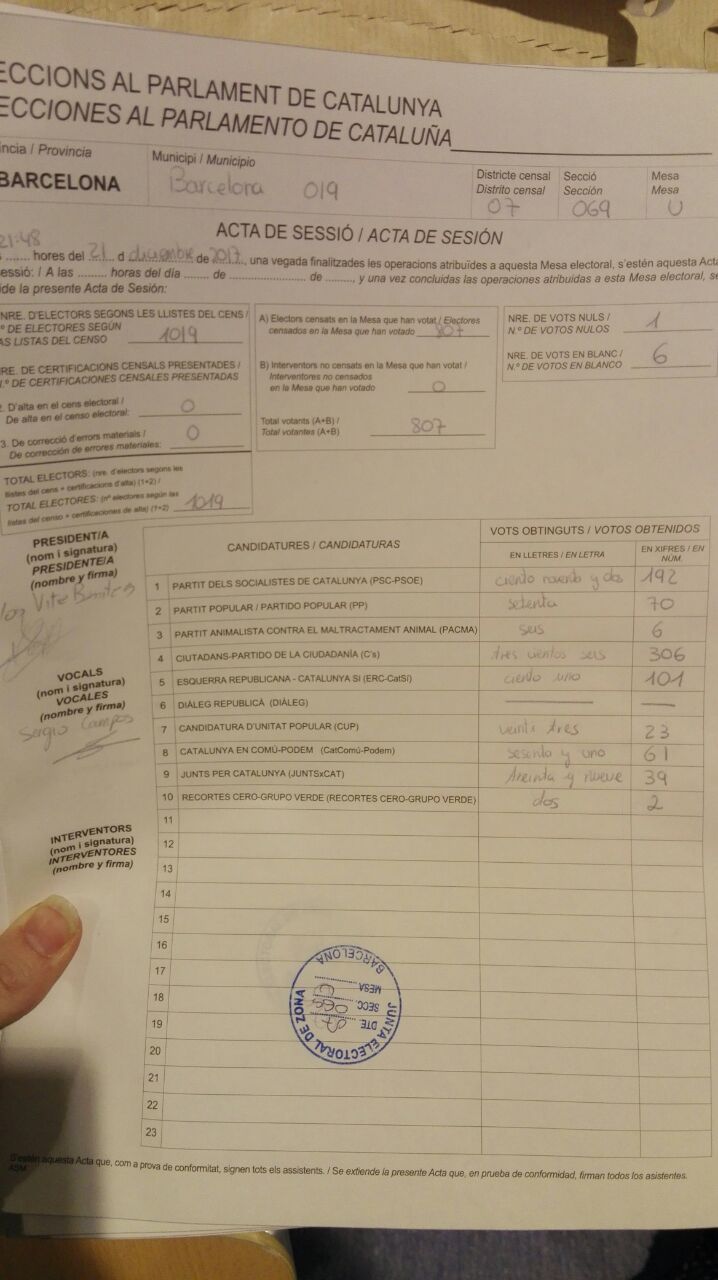 ECCIONS AL PARLAMENT DE CATALUNYA
ECCIONES AL PARLAMENTO DE CATALUÑA
ncia / Provincia
BARCELONA
Municipi / Municipio
Barcelona 019
Districte censal
Distrito censal
07
Secció
Sección
069
Mesa
Mesa
U
ACTA DE SESSIÓ / ACTA DE SESIÓN
21:48
hores del 21 d diciembre de 2017, una vegada finalitzades les operacions atribuïdes a aquesta Mesa electoral, s'estén aquesta Acta
essió: / A las ......... horas del día ....... de ........................ de ........, y una vez concluidas las operaciones atribuidas a esta Mesa electoral, se
ide la presente Acta de Sesión:
NRE. D'ELECTORS SEGONS LES LLISTES DEL CENS /
º DE ELECTORES SEGÚN
AS LISTAS DEL CENSO 1019
RE. DE CERTIFICACIONS CENSALS PRESENTADES /
.º DE CERTIFICACIONES CENSALES PRESENTADAS
2. D'alta en el cens electoral /
De alta en el censo electoral: 0
3. De correcció d'errors materials /
De corrección de errores materiales: 0
TOTAL ELECTORS: (nre. d'electors segons les
llistes del cens + certificacions d'alta) (1+2) /
TOTAL ELECTORES: (nº electores según las
listas del censo + certificaciones de alta) (1+2) 1019
A) Electors censats en la Mesa que han votat / Electores
censados en la Mesa que han votado 807
B) Interventors no censats en la Mesa que han votat /
Interventores no censados
en la Mesa que han votado 0
Total votants (A+B) /
Total votantes (A+B) 807
NRE. DE VOTS NULS /
N.º DE VOTOS NULOS 1
NRE. DE VOTS EN BLANC /
N.º DE VOTOS EN BLANCO 6
PRESIDENT/A
(nom i signatura)
PRESIDENTE/A
(nombre y firma)
VOCALS
(nom i signatura)
VOCALES
(nombre y firma)
Sergio Campos
INTERVENTORS
(nom i signatura)
INTERVENTORES
(nombre y firma)
CANDIDATURES / CANDIDATURAS
VOTS OBTINGUTS / VOTOS OBTENIDOS
EN LLETRES / EN LETRA
EN XIFRES / EN NÚM.
1 PARTIT DELS SOCIALISTES DE CATALUNYA (PSC-PSOE) ciento noventa y dos 192
2 PARTIT POPULAR / PARTIDO POPULAR (PP) setenta 70
3 PARTIT ANIMALISTA CONTRA EL MALTRACTAMENT ANIMAL (PACMA) seis 6
4 CIUTADANS-PARTIDO DE LA CIUDADANÍA (C's) tres cientos seis 306
5 ESQUERRA REPUBLICANA - CATALUNYA SI (ERC-CatSí) ciento uno 101
6 DIÀLEG REPUBLICÀ (DIÀLEG)
7 CANDIDATURA D'UNITAT POPULAR (CUP) veinti tres 23
8 CATALUNYA EN COMÚ-PODEM (CatComú-Podem) sesenta y uno 61
9 JUNTS PER CATALUNYA (JUNTSxCAT) treinta y nueve 39
10 RECORTES CERO-GRUPO VERDE (RECORTES CERO-GRUPO VERDE) dos 2
11
12
13
14
15
16
17
18
19
20
21
22
23
JUNTA ELECTORAL DE ZONA
BARCELONA
DTE. 07
SECC. 069
MESA U
S'estén aquesta Acta que, com a prova de conformitat, signen tots els assistents. / Se extiende la presente Acta que, en prueba de conformidad, firman todos los asistentes.